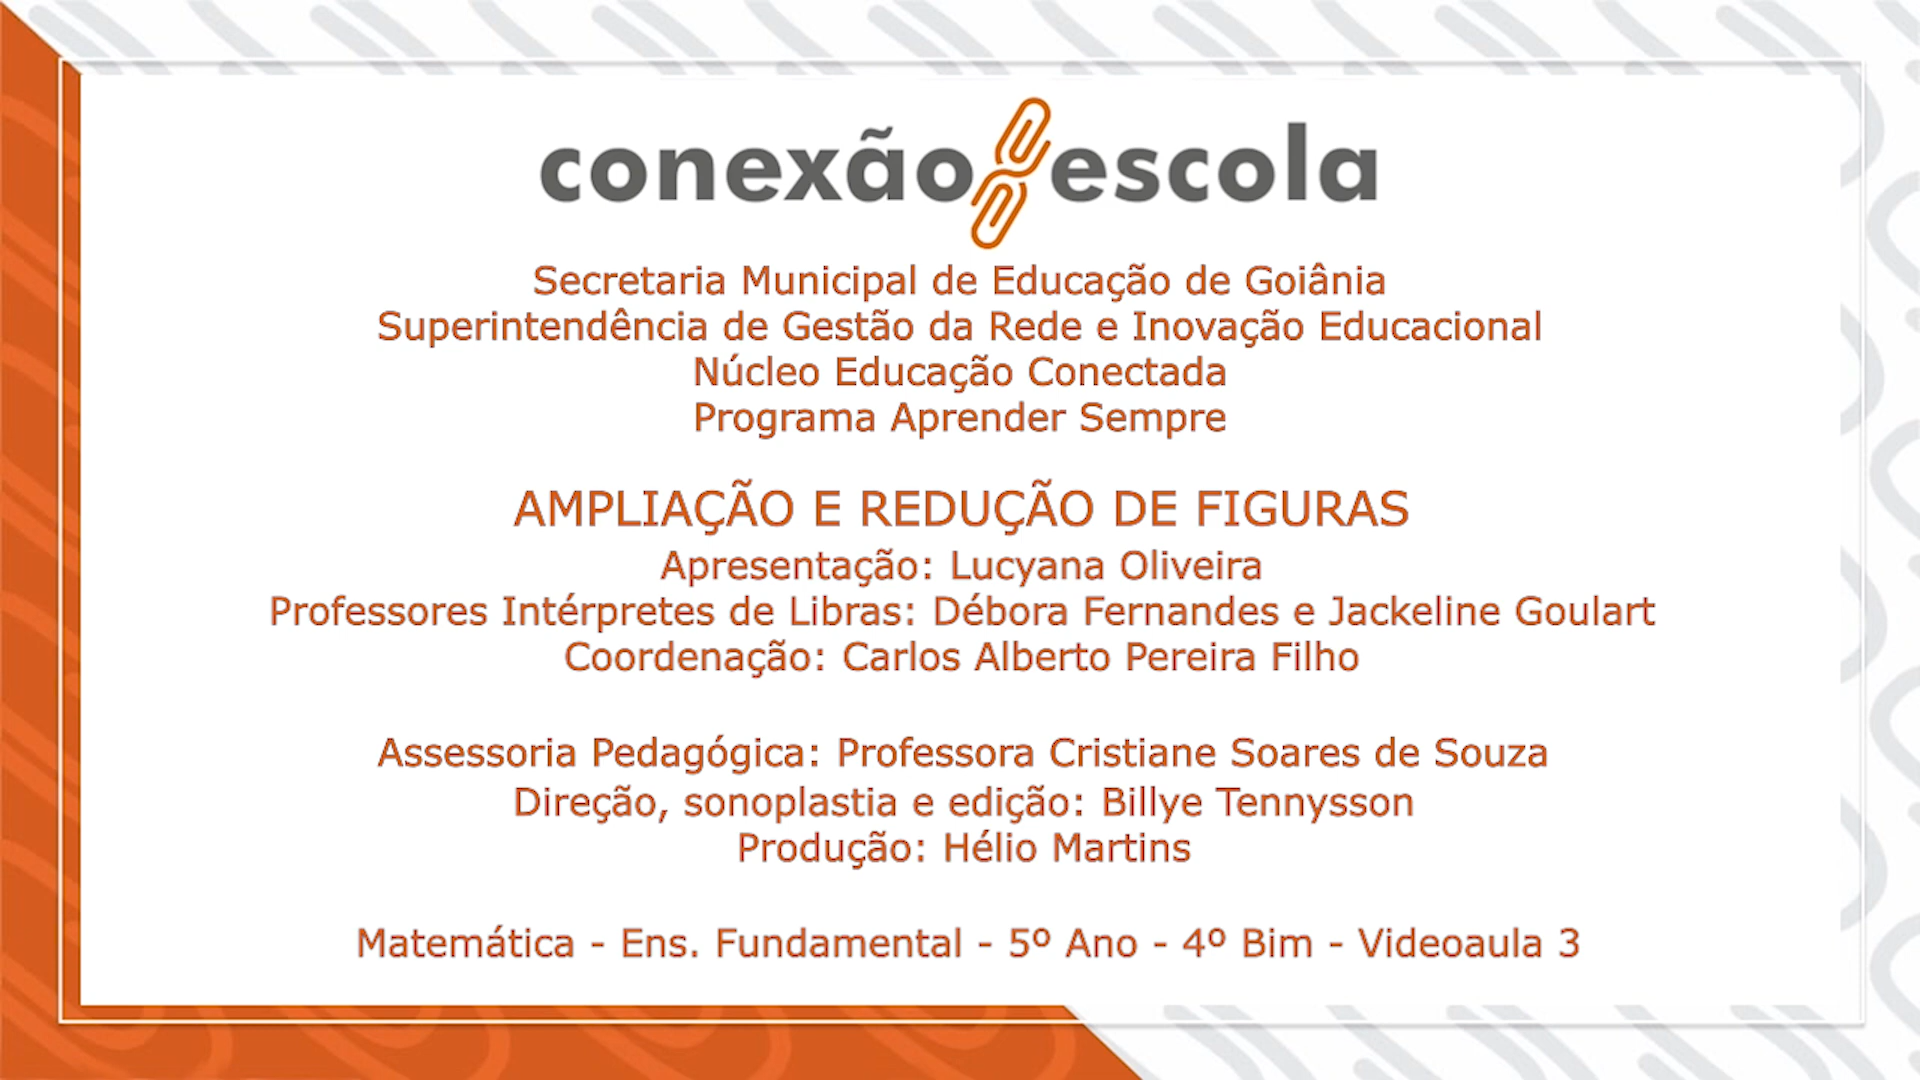 conexão escola
Secretaria Municipal de Educação de Goiânia
Superintendência de Gestão da Rede e Inovação Educacional
Núcleo Educação Conectada
Programa Aprender Sempre
AMPLIAÇÃO E REDUÇÃO DE FIGURAS
Apresentação: Lucyana Oliveira
Professores Intérpretes de Libras: Débora Fernandes e Jackeline Goulart
Coordenação: Carlos Alberto Pereira Filho
Assessoria Pedagógica: Professora Cristiane Soares de Souza
Direção, sonoplastia e edição: Billye Tennysson
Produção: Hélio Martins
Matemática - Ens. Fundamental - 5º Ano - 4º Bim - Videoaula 3